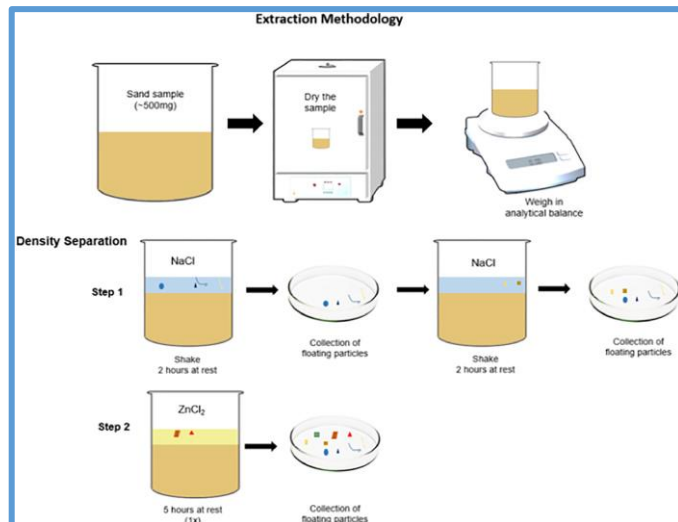 Extraction Methodology
Sand sample
(~500mg)
Dry the
sample
Weigh in
analytical balance
Density Separation
Step 1
NaCl
Shake
2 hours at rest
Collection of
floating particles
NaCl
Shake
2 hours at rest
Collection of
floating particles
Step 2
ZnCl₂
5 hours at rest
(1x)
Collection of
floating particles